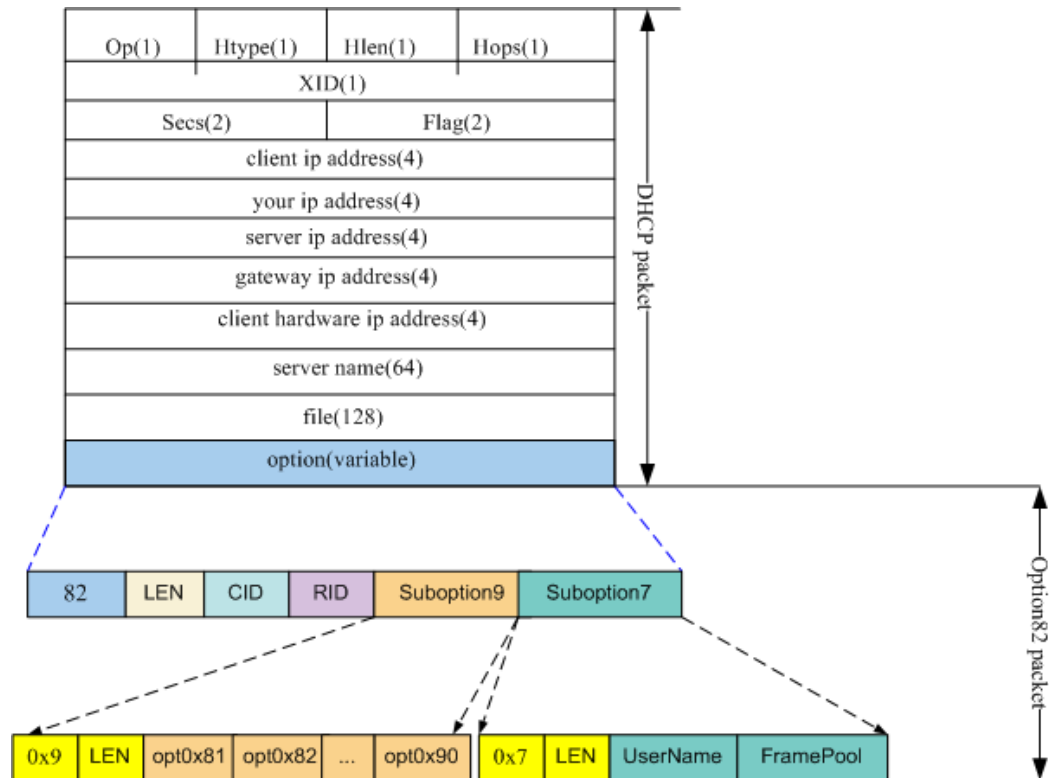 Op(1) Htype(1) Hlen(1) Hops(1)
XID(1)
Secs(2) Flag(2)
client ip address(4)
your ip address(4)
server ip address(4)
gateway ip address(4)
client hardware ip address(4)
server name(64)
file(128)
option(variable)
DHCP packet
82 LEN CID RID Suboption9 Suboption7
Option82 packet
0x9 LEN opt0x81 opt0x82 ... opt0x90 0x7 LEN UserName FramePool